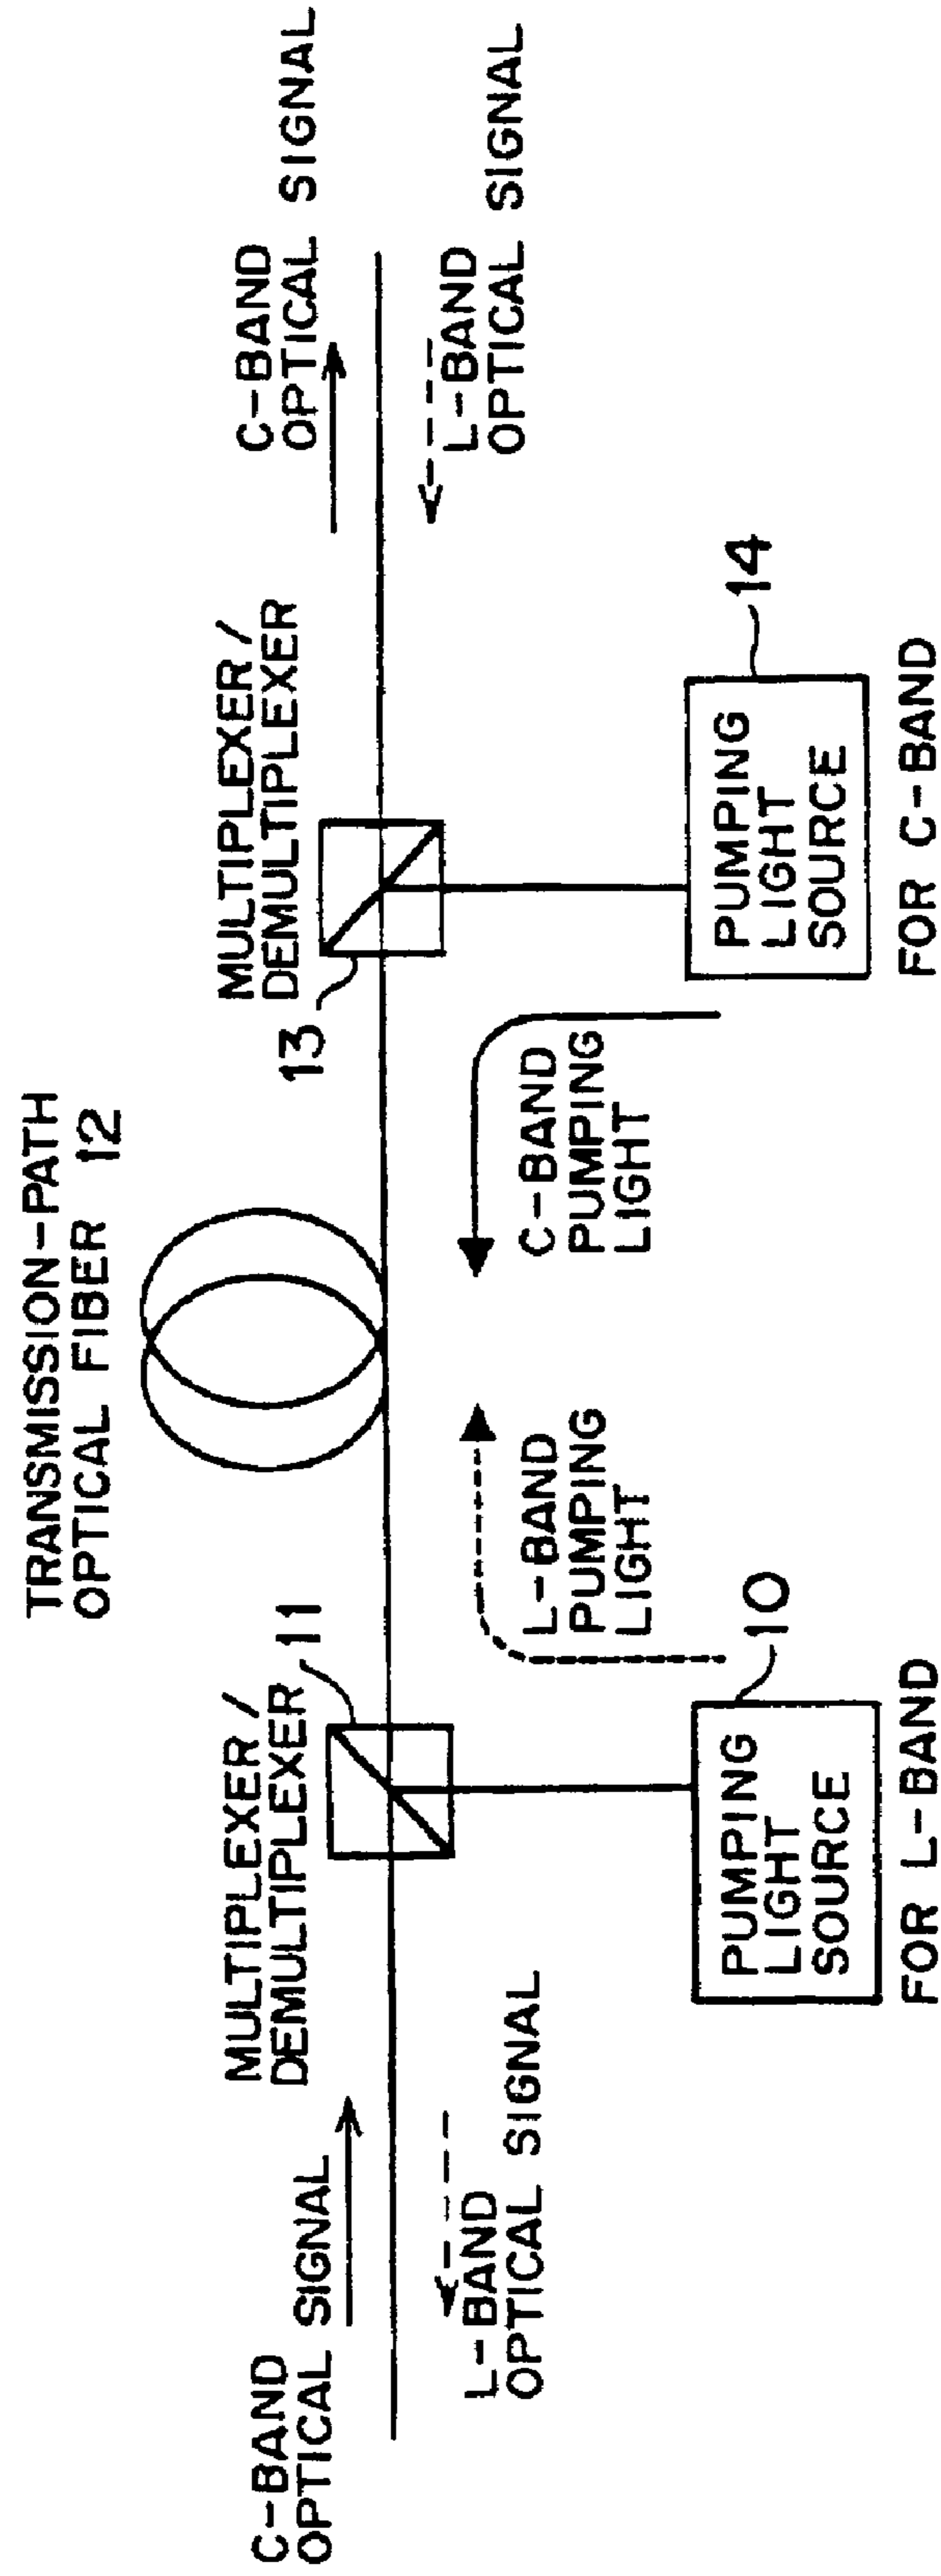 TRANSMISSION-PATH
OPTICAL FIBER 12
C-BAND
OPTICAL SIGNAL
MULTIPLEXER/
DEMULTIPLEXER 11
13
MULTIPLEXER/
DEMULTIPLEXER
C-BAND
OPTICAL SIGNAL
L-BAND
OPTICAL SIGNAL
L-BAND
PUMPING
LIGHT
C-BAND
PUMPING
LIGHT
L-BAND
OPTICAL SIGNAL
PUMPING
LIGHT
SOURCE
10
FOR L-BAND
PUMPING
LIGHT
SOURCE
14
FOR C-BAND